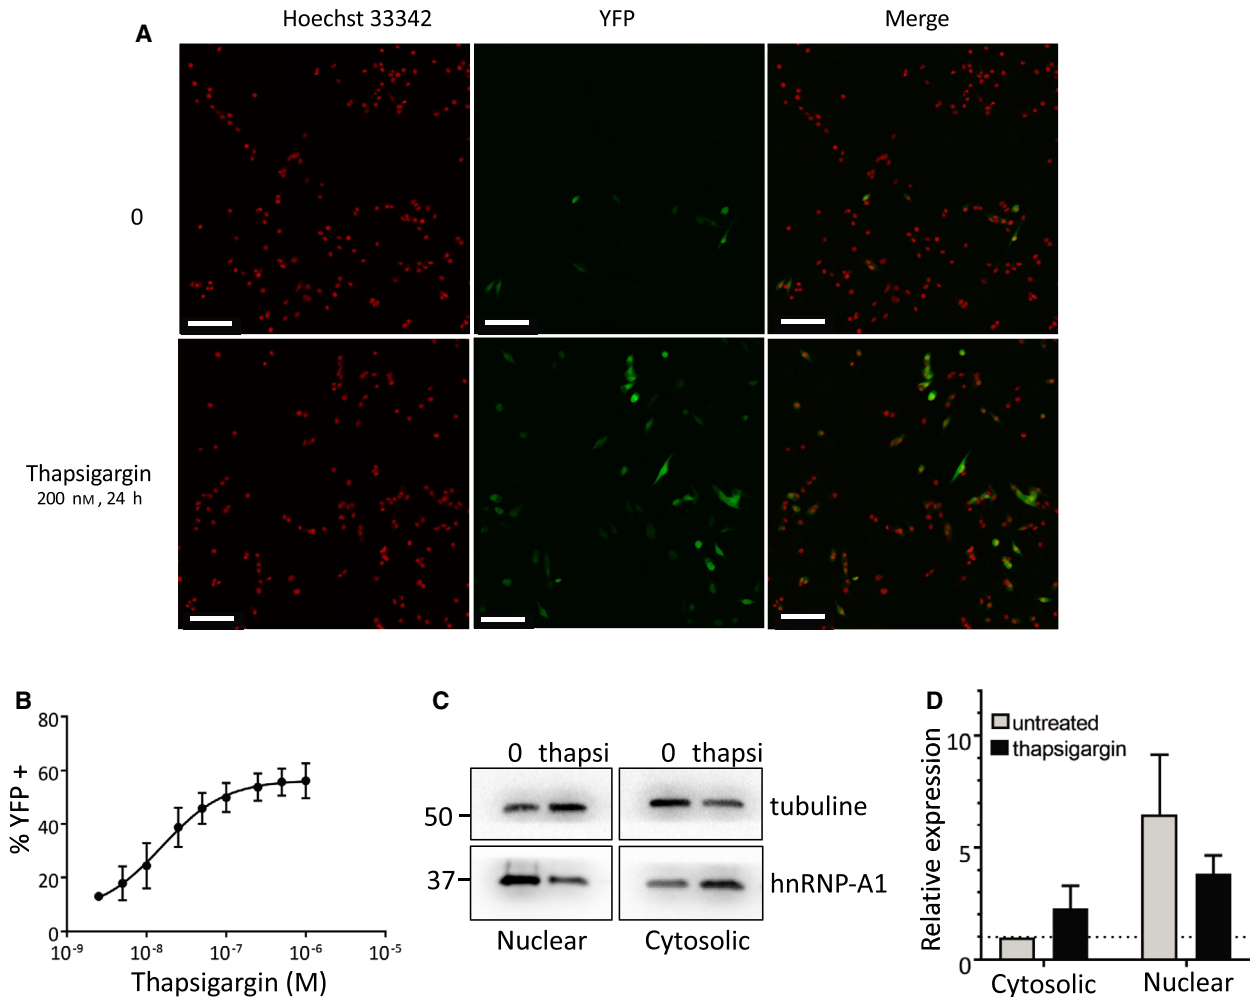 A
Hoechst 33342 YFP Merge
0
Thapsigargin
200 nM, 24 h
B
80
60
40
20
0
% YFP +
10-9 10-8 10-7 10-6 10-5
Thapsigargin (M)
C
0 thapsi 0 thapsi
50
tubuline
37
hnRNP-A1
Nuclear Cytosolic
D
untreated
thapsigargin
10
5
0
Relative expression
Cytosolic Nuclear